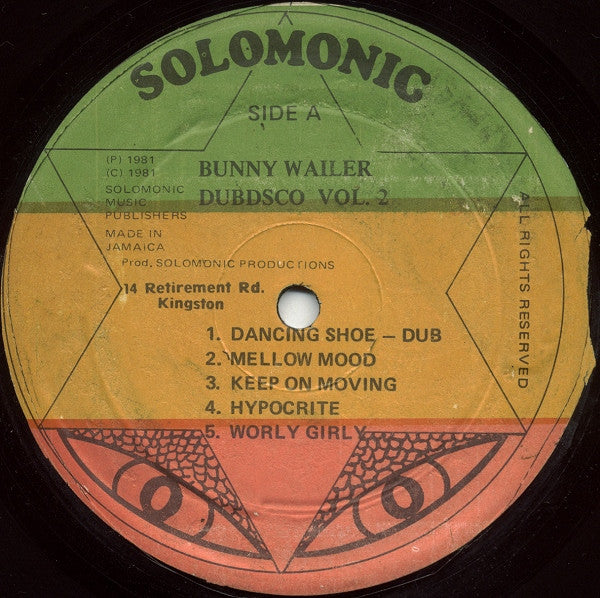 SOLOMONIC
SIDE A
(P) 1981
(C) 1981
SOLOMONIC
MUSIC
PUBLISHERS
MADE IN
JAMAICA
BUNNY WAILER
DUBDSCO VOL. 2
Prod. SOLOMONIC PRODUCTIONS
14 Retirement Rd.
Kingston
1. DANCING SHOE – DUB
2. MELLOW MOOD
3. KEEP ON MOVING
4. HYPOCRITE
5. WORLY GIRLY
ALL RIGHTS RESERVED